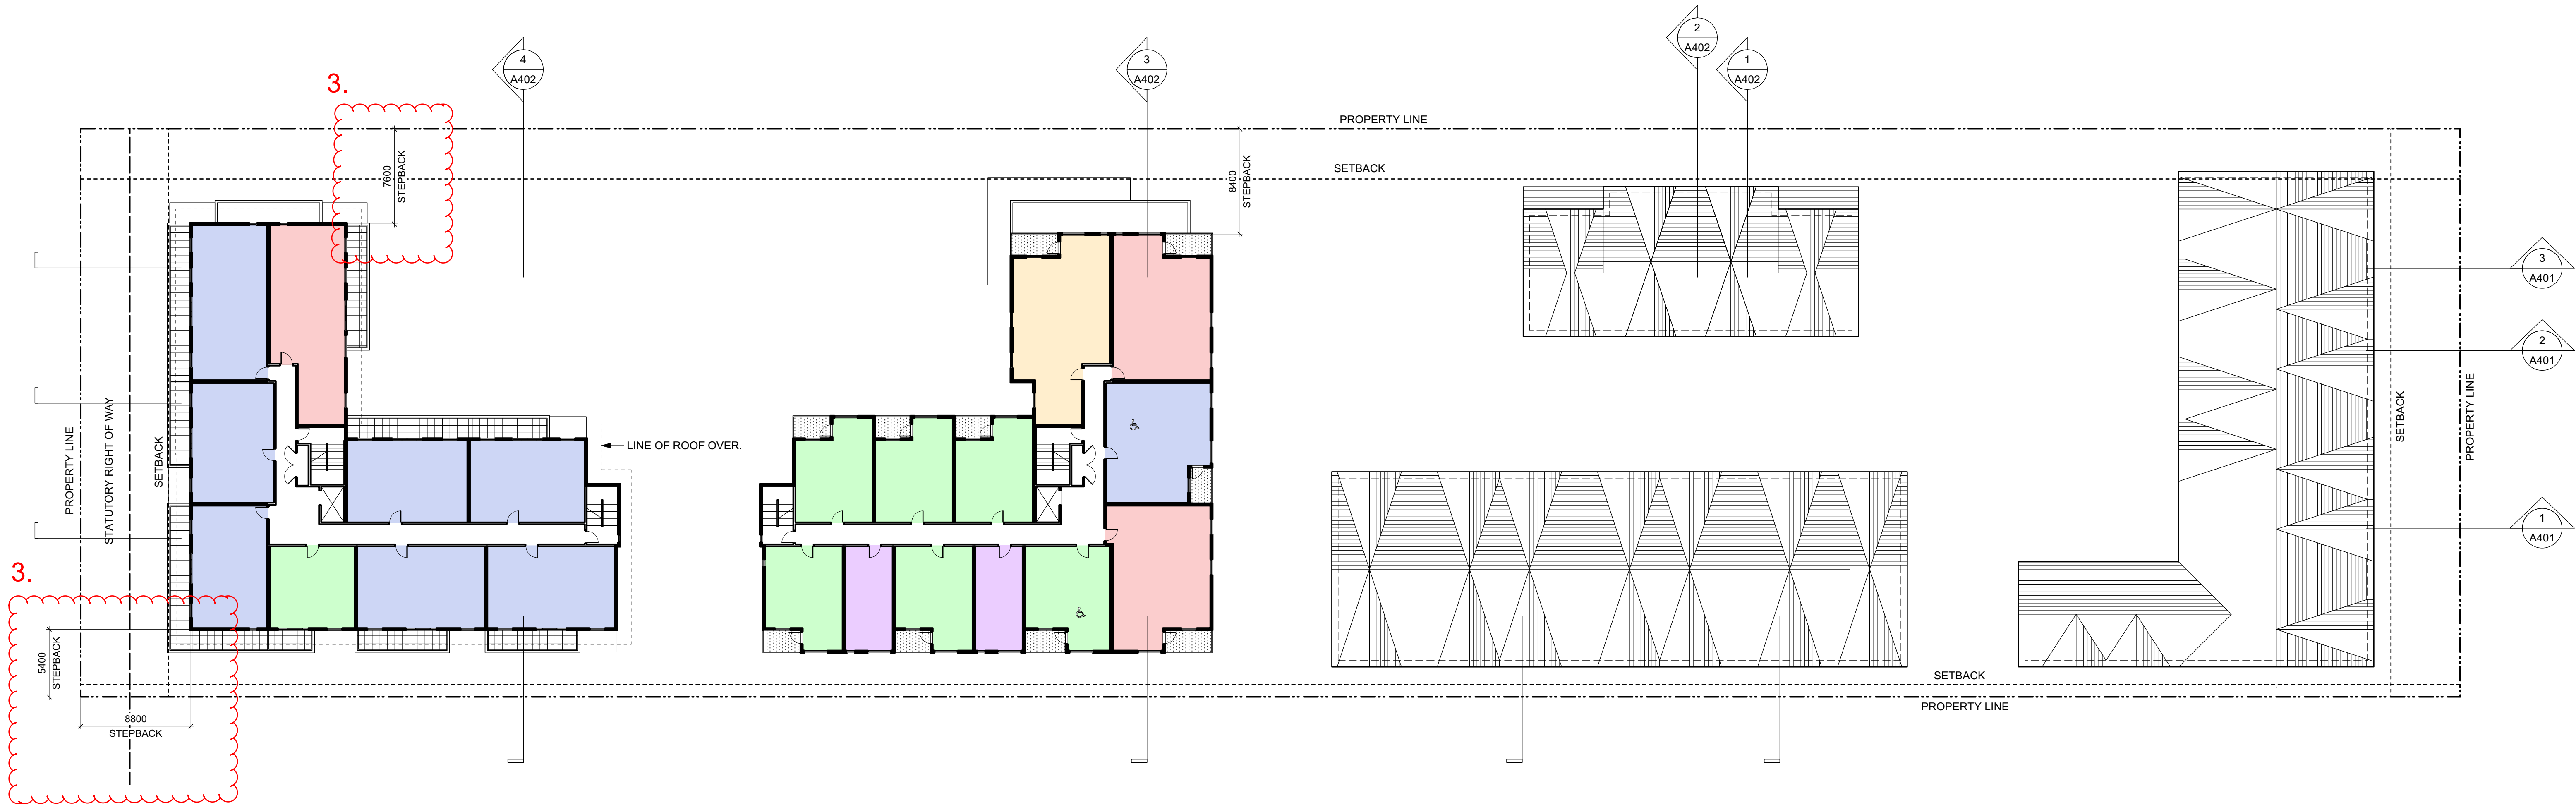 2
A402
4
A402
3
A402
1
A402
3.
PROPERTY LINE
7600
STEPBACK
SETBACK
8400
STEPBACK
3
A401
2
A401
LINE OF ROOF OVER.
PROPERTY LINE
STATUTORY RIGHT OF WAY
SETBACK
SETBACK
PROPERTY LINE
1
A401
3.
5400
STEPBACK
SETBACK
PROPERTY LINE
8800
STEPBACK